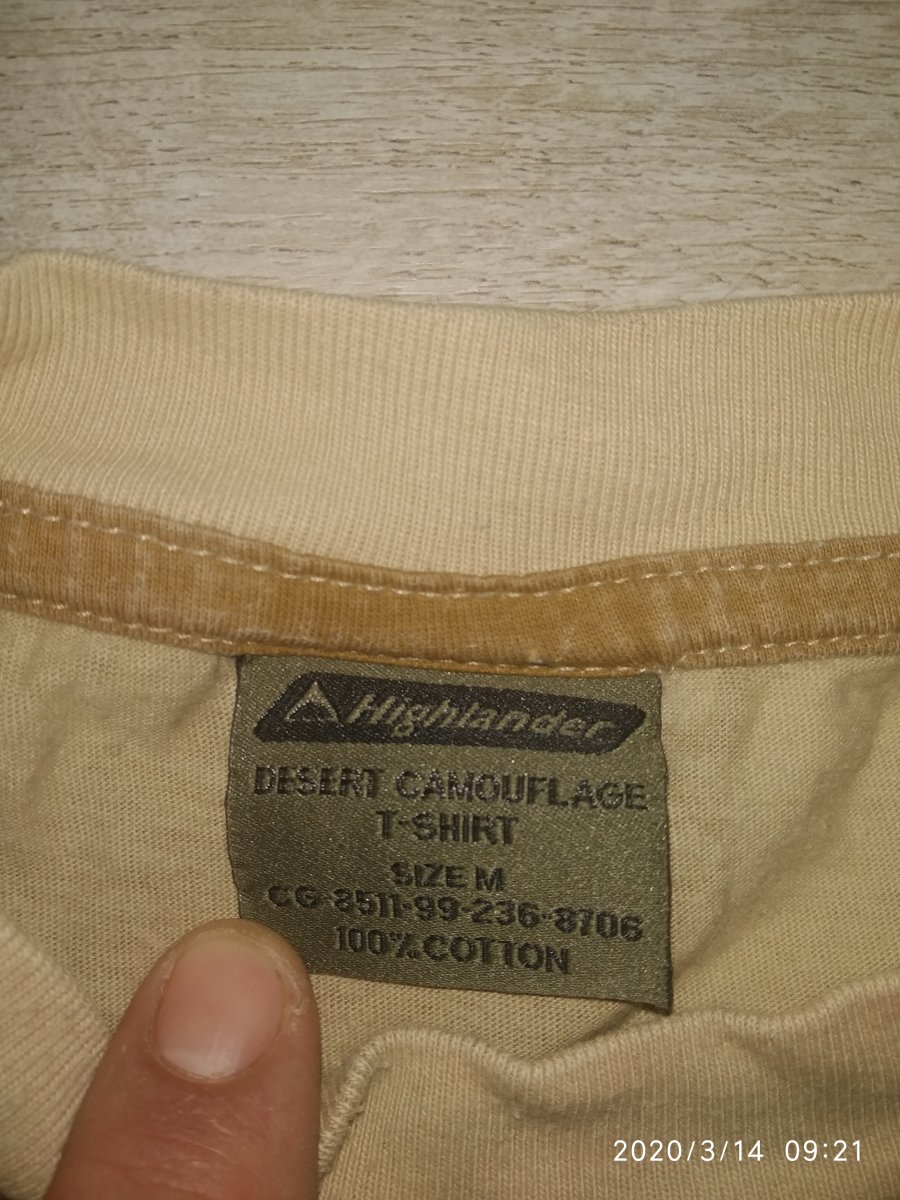 Highlander
DESERT CAMOUFLAGE
T-SHIRT
SIZE M
CG-8511-99-236-8706
100% COTTON
2020/3/14 09:21